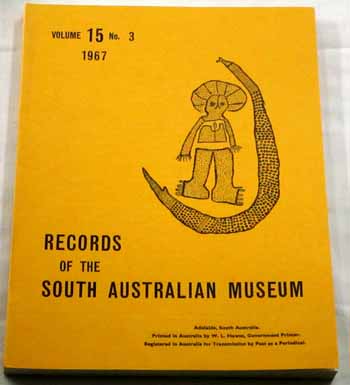 VOLUME 15 No. 3
1967
RECORDS
OF THE
SOUTH AUSTRALIAN MUSEUM
Adelaide, South Australia.
Printed in Australia by W. L. Hawes, Government Printer.
Registered in Australia for Transmission by Post as a Periodical.